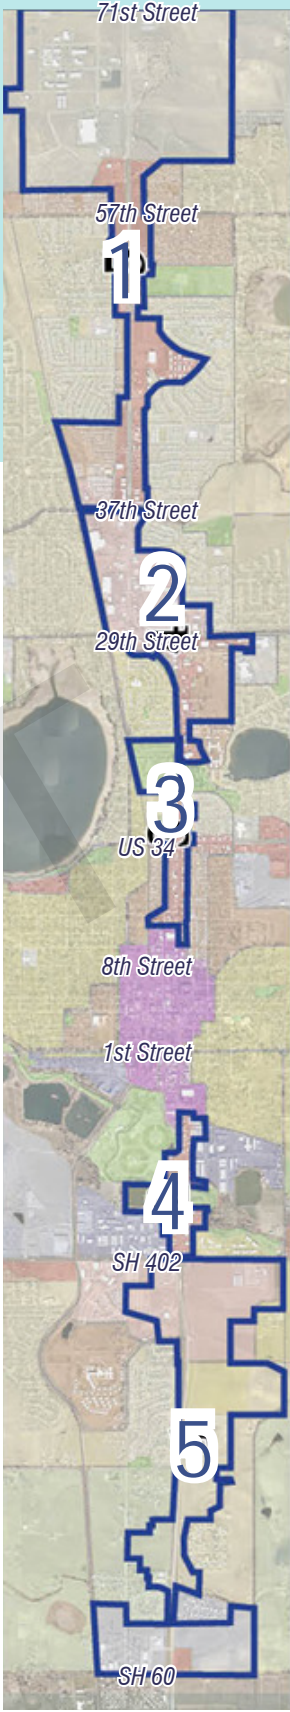 71st Street
57th Street
1
37th Street
2
29th Street
3
US 34
8th Street
1st Street
4
SH 402
5
SH 60